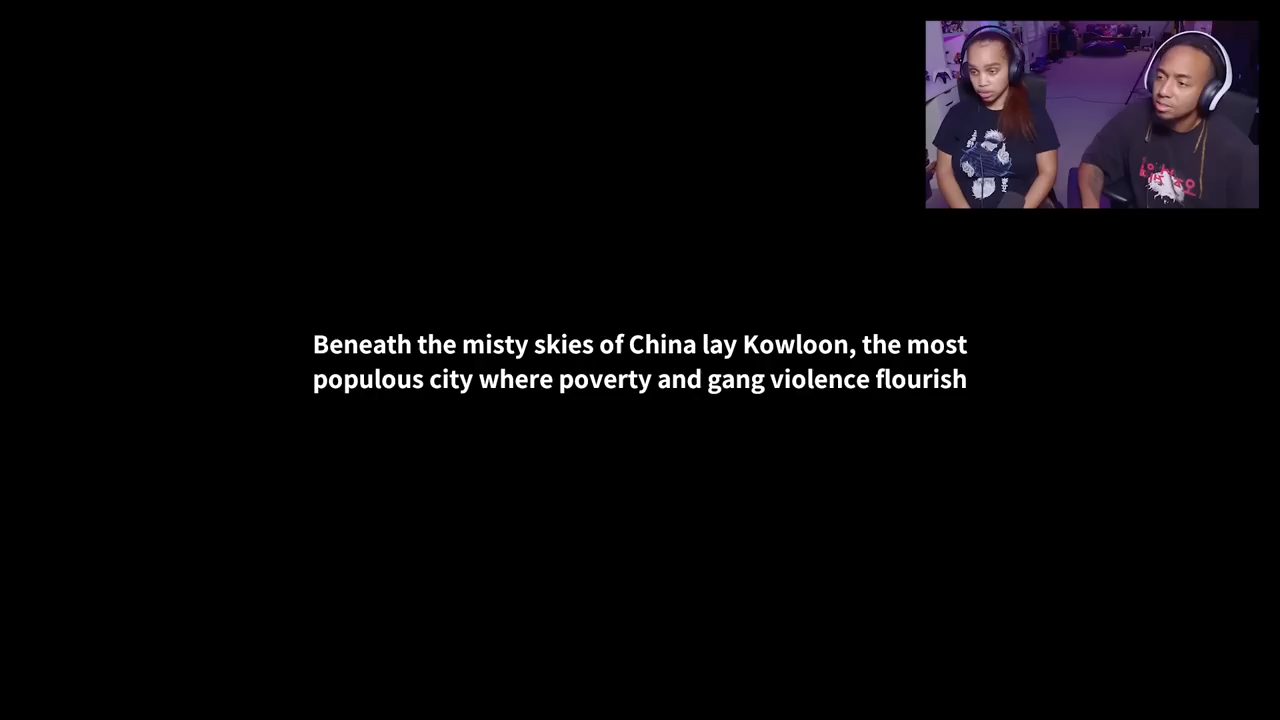 Beneath the misty skies of China lay Kowloon, the most
populous city where poverty and gang violence flourish